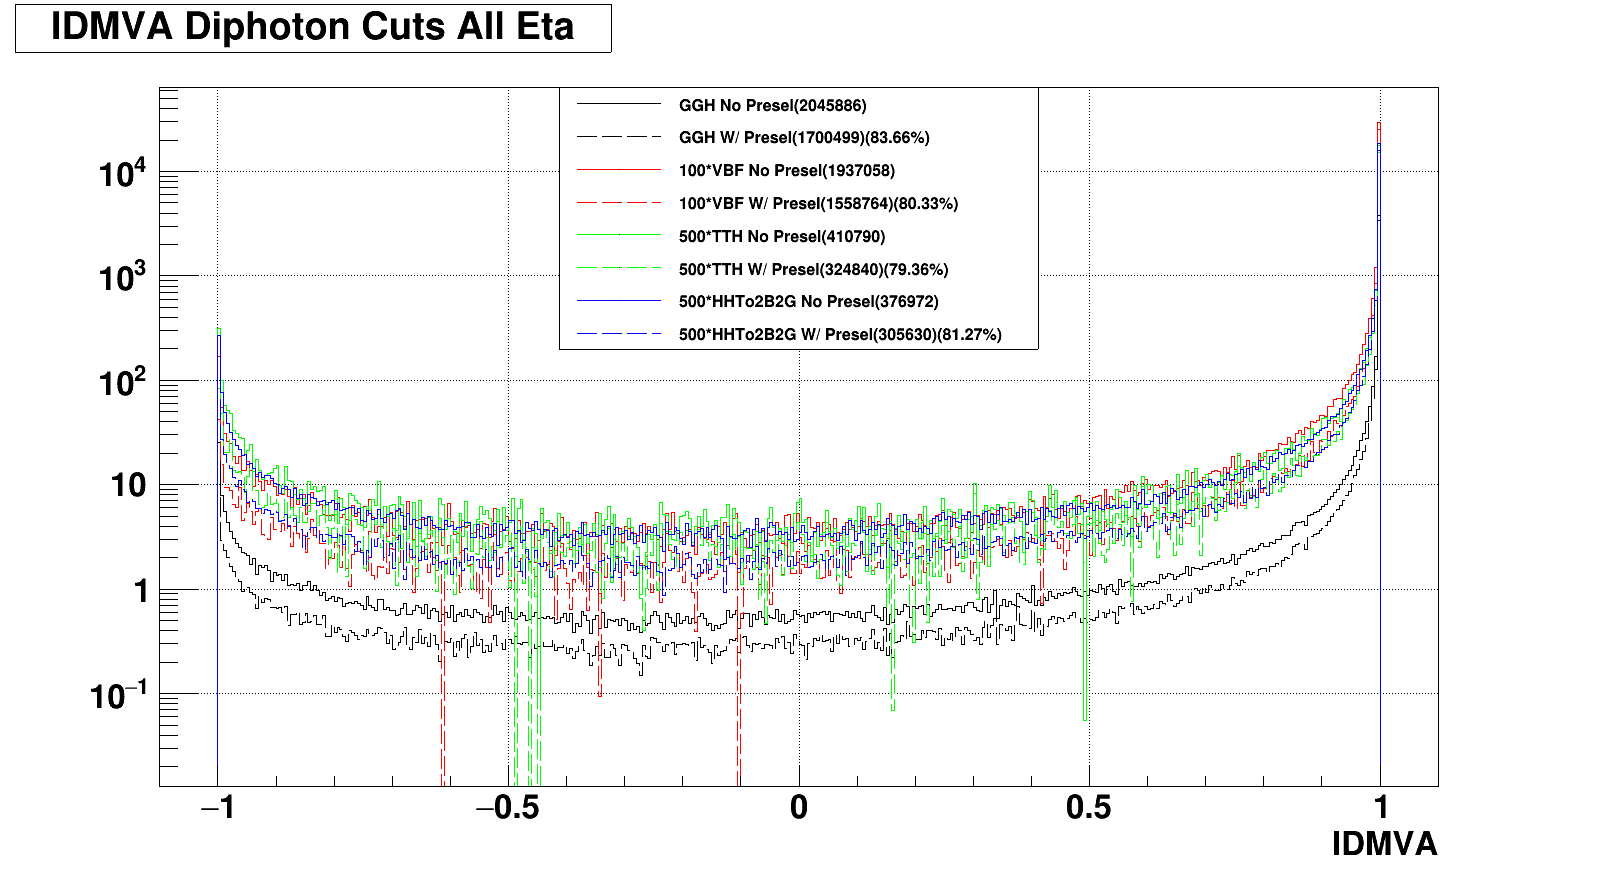 IDMVA Diphoton Cuts All Eta
GGH No Presel(2045886)
GGH W/ Presel(1700499)(83.66%)
100*VBF No Presel(1937058)
100*VBF W/ Presel(1558764)(80.33%)
500*TTH No Presel(410790)
500*TTH W/ Presel(324840)(79.36%)
500*HHTo2B2G No Presel(376972)
500*HHTo2B2G W/ Presel(305630)(81.27%)
10⁴
10³
10²
10
1
10⁻¹
−1 −0.5 0 0.5 1
IDMVA